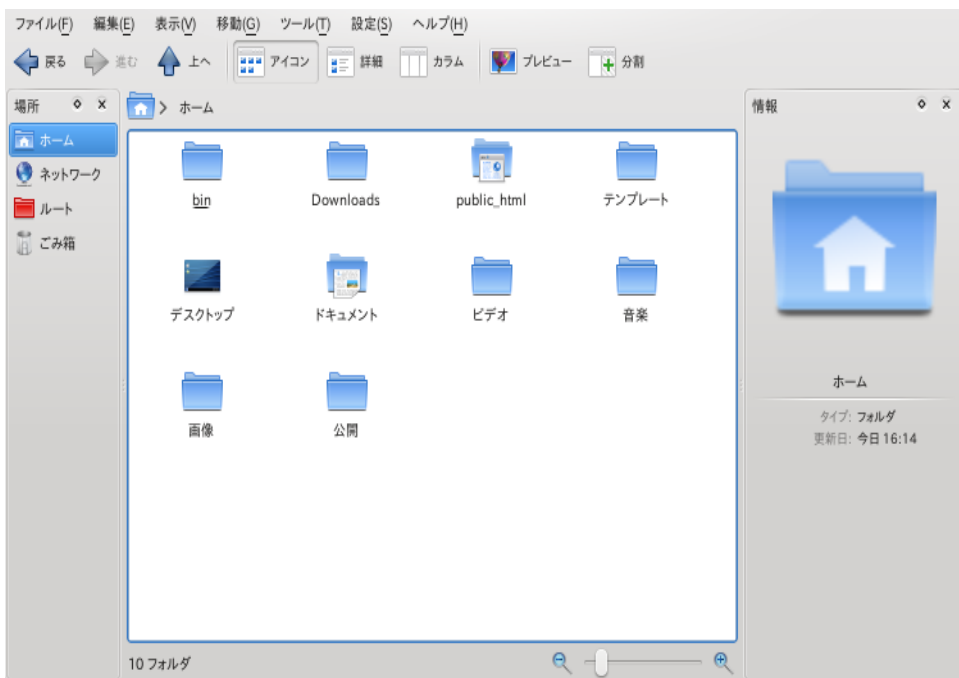 ファイル(F) 編集(E) 表示(V) 移動(G) ツール(T) 設定(S) ヘルプ(H)
戻る 進む 上へ アイコン 詳細 カラム プレビュー 分割
場所
ホーム
ネットワーク
ルート
ごみ箱
ホーム
bin Downloads public_html テンプレート
デスクトップ ドキュメント ビデオ 音楽
画像 公開
10 フォルダ
情報
ホーム
タイプ: フォルダ
更新日: 今日 16:14